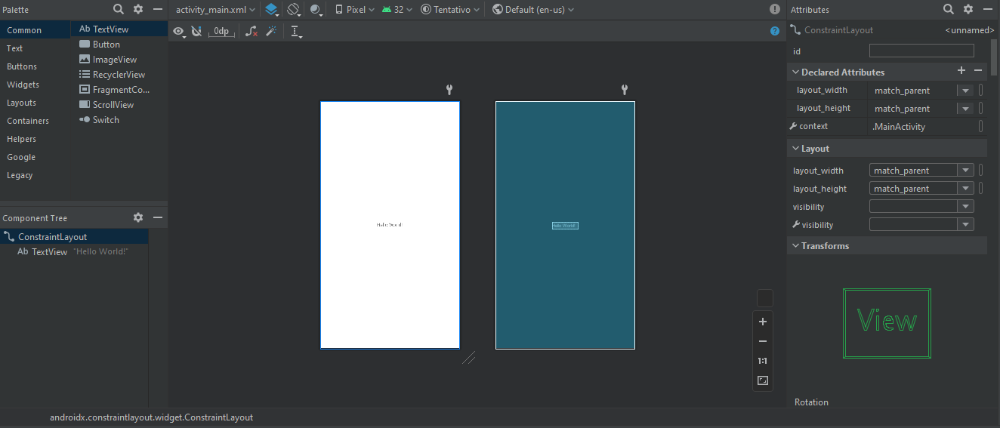 Palette
Common
Text
Buttons
Widgets
Layouts
Containers
Helpers
Google
Legacy
Ab TextView
Button
ImageView
RecyclerView
FragmentCo...
ScrollView
Switch
Component Tree
ConstraintLayout
Ab TextView "Hello World!"
activity_main.xml Pixel 32 Tentativo Default (en-us)
0dp
Hello World!
Hello World!
1:1
Attributes
ConstraintLayout <unnamed>
id
Declared Attributes
layout_width match_parent
layout_height match_parent
context .MainActivity
Layout
layout_width match_parent
layout_height match_parent
visibility
visibility
Transforms
View
Rotation
androidx.constraintlayout.widget.ConstraintLayout